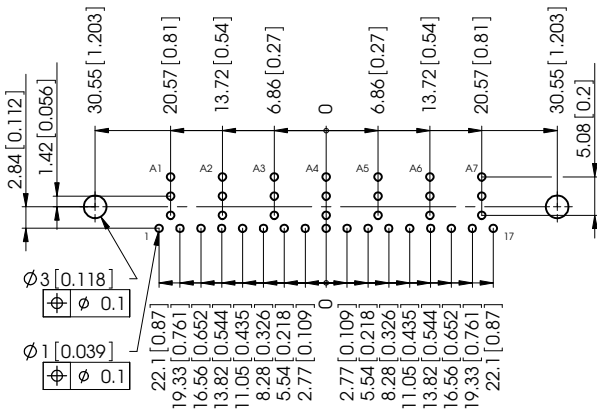 30.55 [1.203]
20.57 [0.81]
13.72 [0.54]
6.86 [0.27]
0
6.86 [0.27]
13.72 [0.54]
20.57 [0.81]
30.55 [1.203]
2.84 [0.112]
1.42 [0.056]
5.08 [0.2]
A1
A2
A3
A4
A5
A6
A7
1
17
Ø3 [0.118]
⌖ Ø 0.1
Ø1 [0.039]
⌖ Ø 0.1
22.1 [0.87]
19.33 [0.761]
16.56 [0.652]
13.82 [0.544]
11.05 [0.435]
8.28 [0.326]
5.54 [0.218]
2.77 [0.109]
0
2.77 [0.109]
5.54 [0.218]
8.28 [0.326]
11.05 [0.435]
13.82 [0.544]
16.56 [0.652]
19.33 [0.761]
22.1 [0.87]